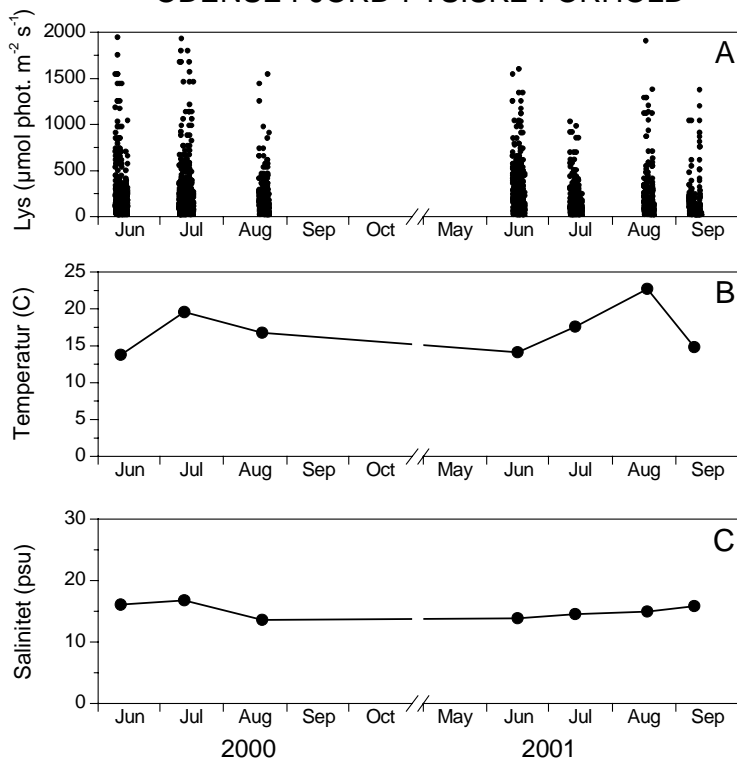 ODENSE FJORD FYSISKE FORHOLD
A
Lys (µmol phot. m⁻² s⁻¹)
2000
1500
1000
500
0
Jun Jul Aug Sep Oct May Jun Jul Aug Sep
B
Temperatur (C)
25
20
15
10
5
0
Jun Jul Aug Sep Oct May Jun Jul Aug Sep
C
Salinitet (psu)
30
20
10
0
Jun Jul Aug Sep Oct May Jun Jul Aug Sep
2000 2001